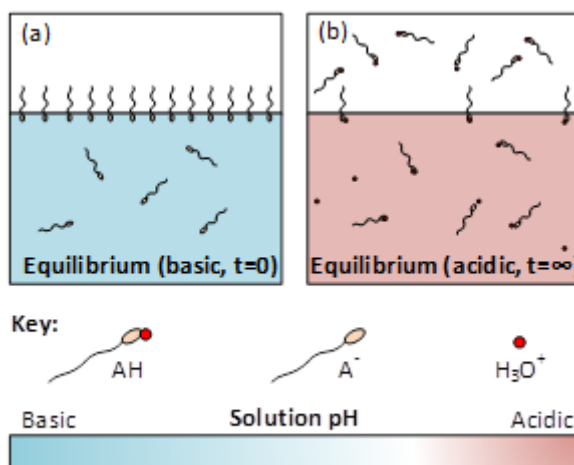 (a)
(b)
Equilibrium (basic, t=0)
Equilibrium (acidic, t=∞)
Key:
AH
A⁻
H₃O⁺
Basic
Solution pH
Acidic